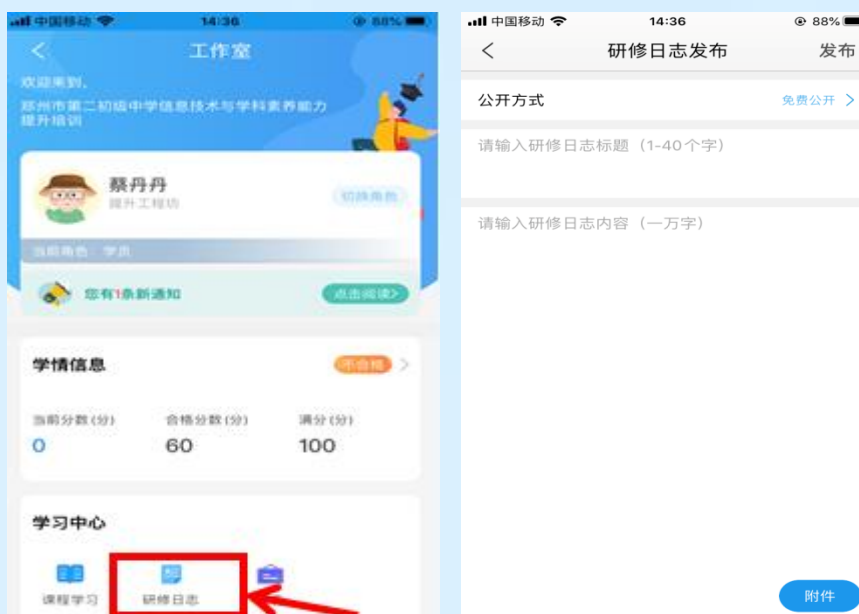 中国移动 14:36 88%
工作室
欢迎来到,
郑州市第二初级中学信息技术与学科素养能力
提升培训
蔡丹丹
提升工程坊
切换角色
当前角色：学员
您有1条新通知
点击阅读>
学情信息
不合格
当前分数(分) 合格分数(分) 满分(分)
0 60 100
学习中心
课程学习 研修日志
中国移动 14:36 88%
研修日志发布 发布
公开方式 免费公开
请输入研修日志标题（1-40个字）
请输入研修日志内容（一万字）
附件